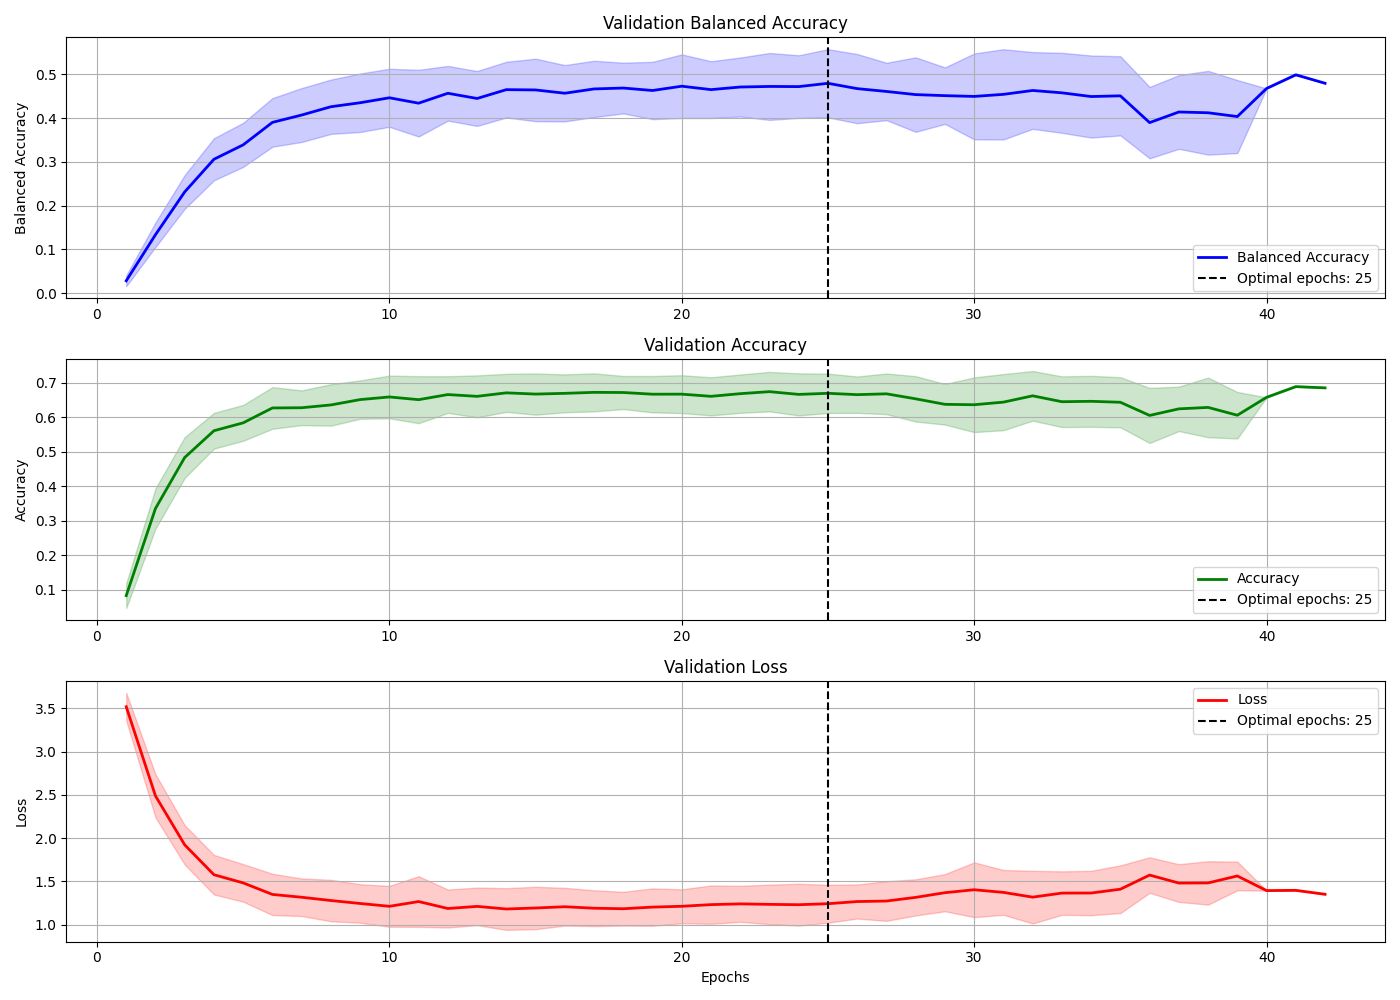 Validation Balanced Accuracy
Balanced Accuracy
0.5
0.4
0.3
0.2
0.1
0.0
0 10 20 30 40
Balanced Accuracy
Optimal epochs: 25
Validation Accuracy
Accuracy
0.7
0.6
0.5
0.4
0.3
0.2
0.1
0 10 20 30 40
Accuracy
Optimal epochs: 25
Validation Loss
Loss
3.5
3.0
2.5
2.0
1.5
1.0
0 10 20 30 40
Loss
Optimal epochs: 25
Epochs